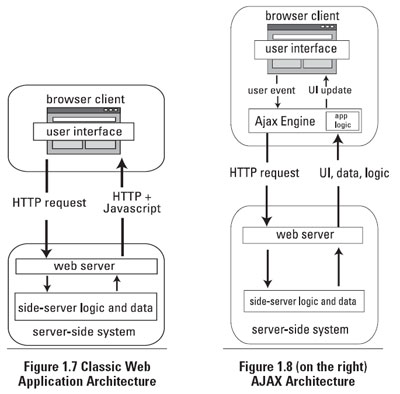 browser client
user interface
HTTP request
HTTP +
Javascript
web server
side-server logic and data
server-side system
Figure 1.7 Classic Web
Application Architecture
browser client
user interface
user event
UI update
Ajax Engine
app
logic
HTTP request
UI, data, logic
web server
side-server logic and data
server-side system
Figure 1.8 (on the right)
AJAX Architecture